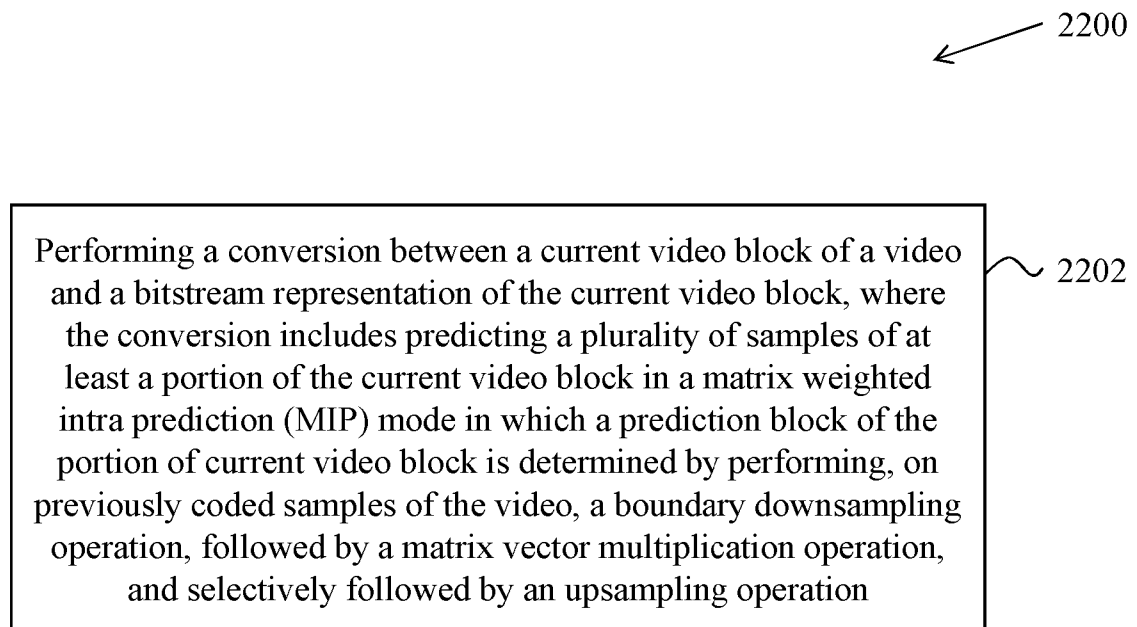 2200
Performing a conversion between a current video block of a video
2202
and a bitstream representation of the current video block, where
the conversion includes predicting a plurality of samples of at
least a portion of the current video block in a matrix weighted
intra prediction (MIP) mode in which a prediction block of the
portion of current video block is determined by performing, on
previously coded samples of the video, a boundary downsampling
operation, followed by a matrix vector multiplication operation,
and selectively followed by an upsampling operation